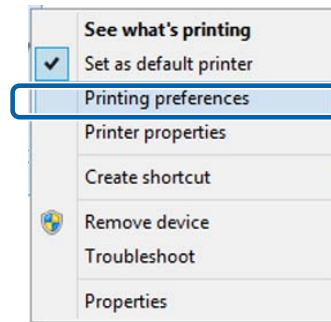 See what's printing
Set as default printer
Printing preferences
Printer properties
Create shortcut
Remove device
Troubleshoot
Properties